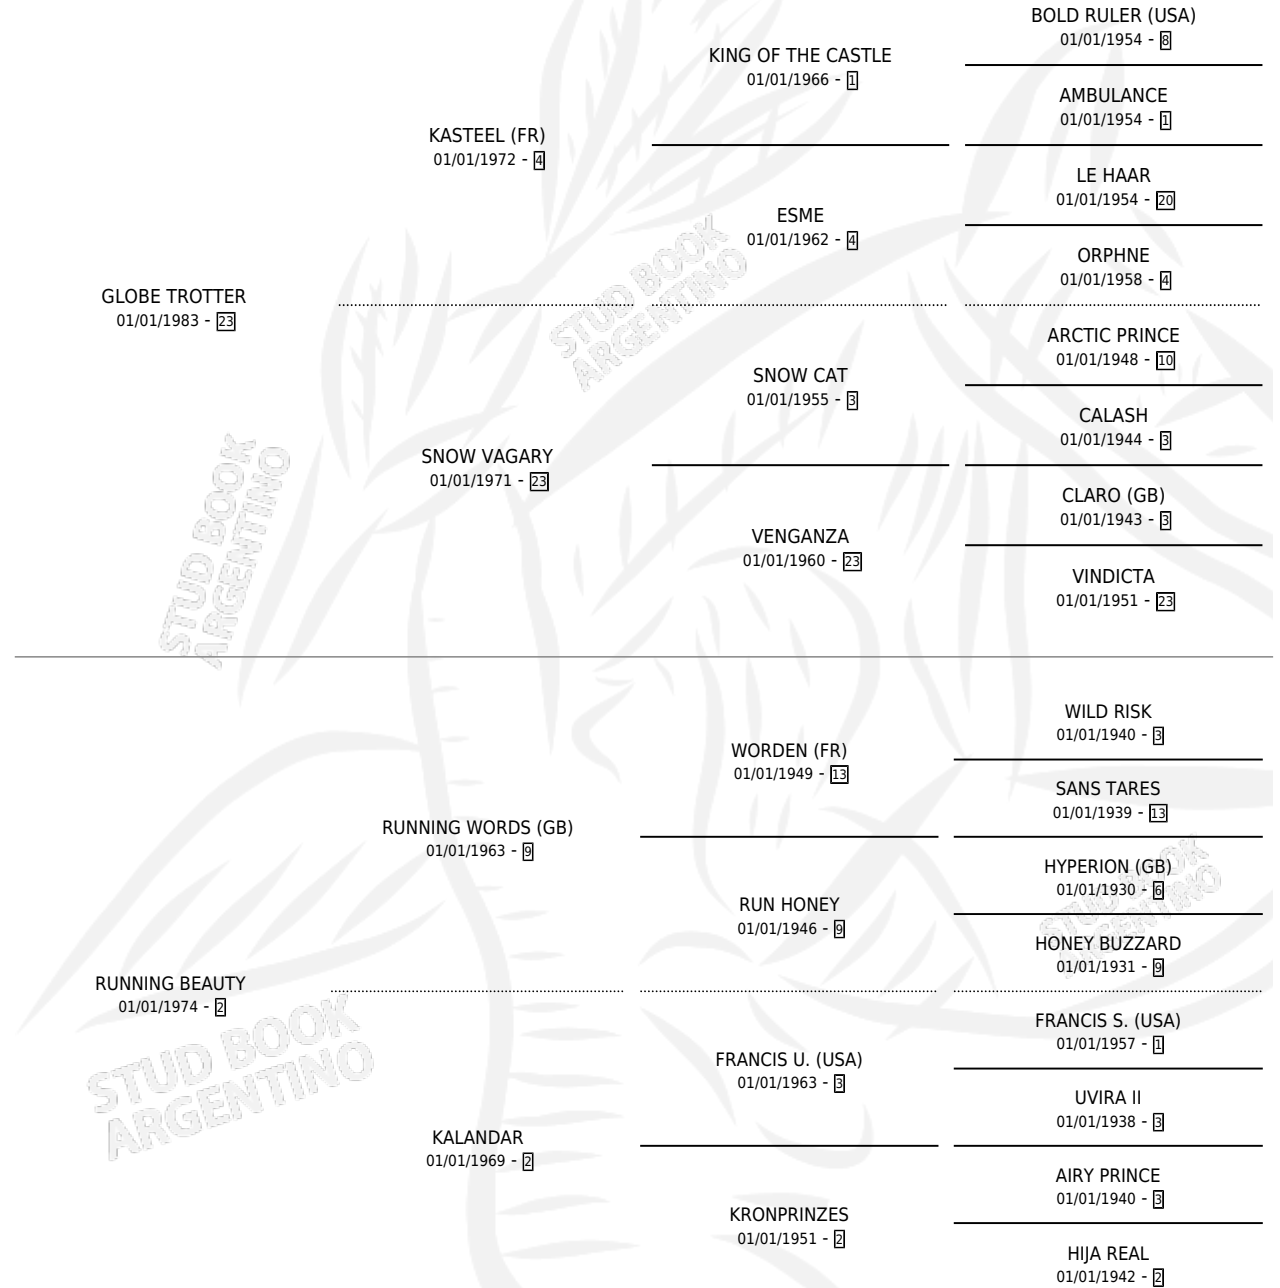 BOLD RULER (USA)
01/01/1954 - 8
KING OF THE CASTLE
01/01/1966 - 1
AMBULANCE
01/01/1954 - 1
KASTEEL (FR)
01/01/1972 - 4
LE HAAR
01/01/1954 - 20
ESME
01/01/1962 - 4
ORPHNE
01/01/1958 - 4
GLOBE TROTTER
01/01/1983 - 23
STUD BOOK
ARGENTINO
ARCTIC PRINCE
01/01/1948 - 10
SNOW CAT
01/01/1955 - 3
CALASH
01/01/1944 - 3
SNOW VAGARY
01/01/1971 - 23
CLARO (GB)
01/01/1943 - 3
VENGANZA
01/01/1960 - 23
VINDICTA
01/01/1951 - 23
STUD BOOK
ARGENTINO
WILD RISK
01/01/1940 - 3
WORDEN (FR)
01/01/1949 - 13
SANS TARES
01/01/1939 - 13
RUNNING WORDS (GB)
01/01/1963 - 9
HYPERION (GB)
01/01/1930 - 6
RUN HONEY
01/01/1946 - 9
STUD BOOK
ARGENTINO
HONEY BUZZARD
01/01/1931 - 9
RUNNING BEAUTY
01/01/1974 - 2
STUD BOOK
ARGENTINO
FRANCIS S. (USA)
01/01/1957 - 1
FRANCIS U. (USA)
01/01/1963 - 3
UVIRA II
01/01/1938 - 3
KALANDAR
01/01/1969 - 2
AIRY PRINCE
01/01/1940 - 3
KRONPRINZES
01/01/1951 - 2
HIJA REAL
01/01/1942 - 2